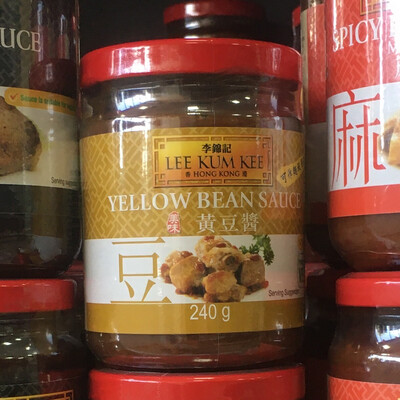 李錦記
LEE KUM KEE
香 HONG KONG 港
YELLOW BEAN SAUCE
原味 黃豆醬
豆
Serving Suggestion
240 g
UCE
SPICY
麻